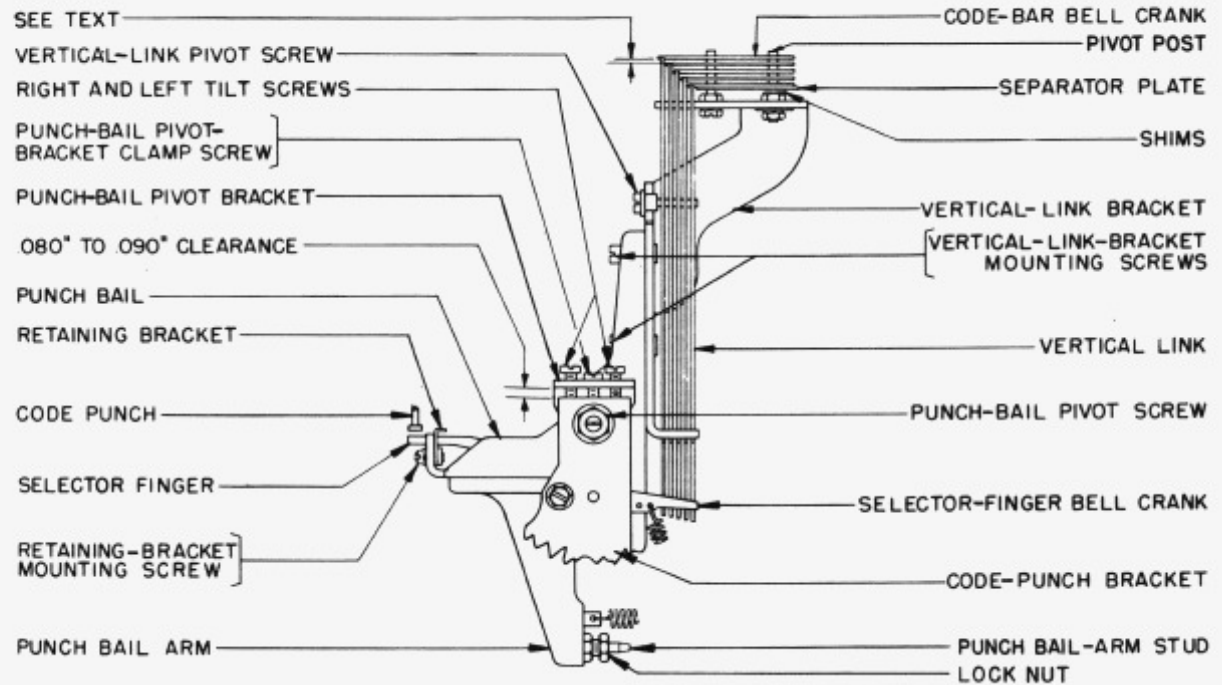 SEE TEXT
VERTICAL-LINK PIVOT SCREW
RIGHT AND LEFT TILT SCREWS
PUNCH-BAIL PIVOT-
BRACKET CLAMP SCREW
PUNCH-BAIL PIVOT BRACKET
.080" TO .090" CLEARANCE
PUNCH BAIL
RETAINING BRACKET
CODE PUNCH
SELECTOR FINGER
RETAINING-BRACKET
MOUNTING SCREW
PUNCH BAIL ARM
CODE-BAR BELL CRANK
PIVOT POST
SEPARATOR PLATE
SHIMS
VERTICAL-LINK BRACKET
VERTICAL-LINK-BRACKET
MOUNTING SCREWS
VERTICAL LINK
PUNCH-BAIL PIVOT SCREW
SELECTOR-FINGER BELL CRANK
CODE-PUNCH BRACKET
PUNCH BAIL-ARM STUD
LOCK NUT